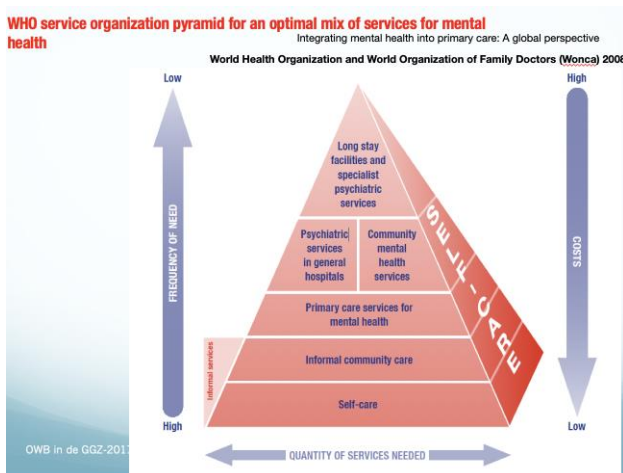 WHO service organization pyramid for an optimal mix of services for mental
health
Integrating mental health into primary care: A global perspective
World Health Organization and World Organization of Family Doctors (Wonca) 2008
Low
High
Long stay
facilities and
specialist
psychiatric
services
Psychiatric
services
in general
hospitals
Community
mental
health
services
SELF-CARE
FREQUENCY OF NEED
COSTS
Primary care services for
mental health
Informal services
Informal community care
Self-care
High
Low
OWB in de GGZ-2017
QUANTITY OF SERVICES NEEDED